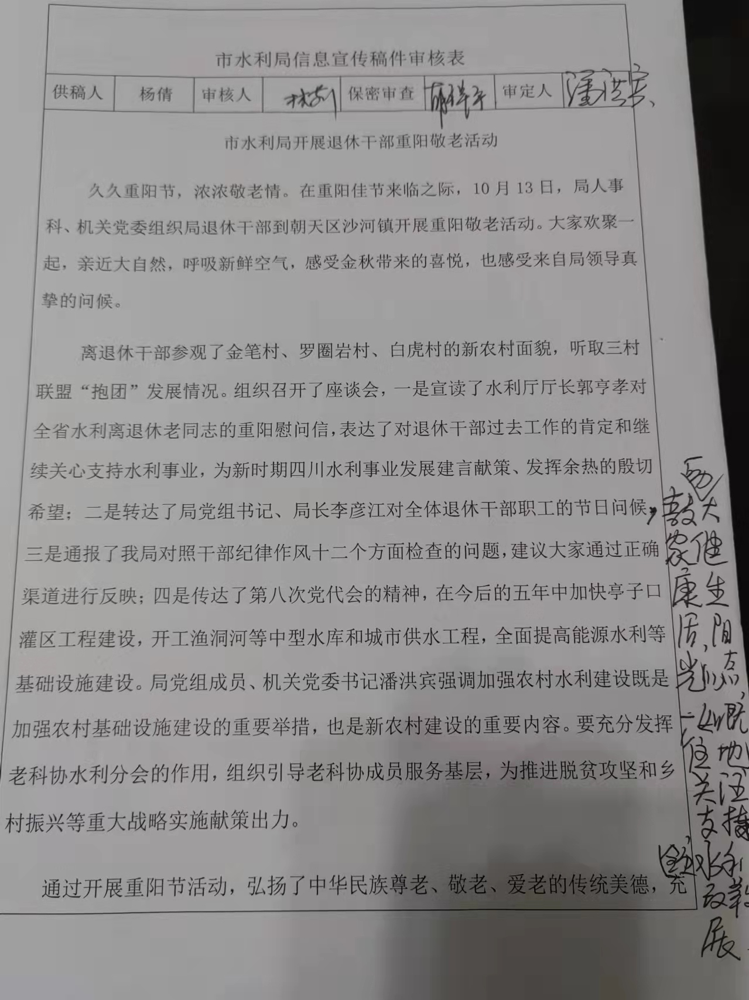 市水利局信息宣传稿件审核表
供稿人 杨倩 审核人 保密审查 审定人 潘洪宾
市水利局开展退休干部重阳敬老活动
久久重阳节，浓浓敬老情。在重阳佳节来临之际，10月13日，局人事
科、机关党委组织局退休干部到朝天区沙河镇开展重阳敬老活动。大家欢聚一
起，亲近大自然，呼吸新鲜空气，感受金秋带来的喜悦，也感受来自局领导真
挚的问候。
离退休干部参观了金笔村、罗圈岩村、白虎村的新农村面貌，听取三村
联盟“抱团”发展情况。组织召开了座谈会，一是宣读了水利厅厅长郭亨孝对
全省水利离退休老同志的重阳慰问信，表达了对退休干部过去工作的肯定和继
续关心支持水利事业，为新时期四川水利事业发展建言献策、发挥余热的殷切
希望；二是转达了局党组书记、局长李彦江对全体退休干部职工的节日问候，
三是通报了我局对照干部纪律作风十二个方面检查的问题，建议大家通过正确
渠道进行反映；四是传达了第八次党代会的精神，在今后的五年中加快亭子口
灌区工程建设，开工渔洞河等中型水库和城市供水工程，全面提高能源水利等
基础设施建设。局党组成员、机关党委书记潘洪宾强调加强农村水利建设既是
加强农村基础设施建设的重要举措，也是新农村建设的重要内容。要充分发挥
老科协水利分会的作用，组织引导老科协成员服务基层，为推进脱贫攻坚和乡
村振兴等重大战略实施献策出力。
通过开展重阳节活动，弘扬了中华民族尊老、敬老、爱老的传统美德，充
大
家健
康生
活，阳
光
一如既
往地
关注
支持
水利
改革发
展